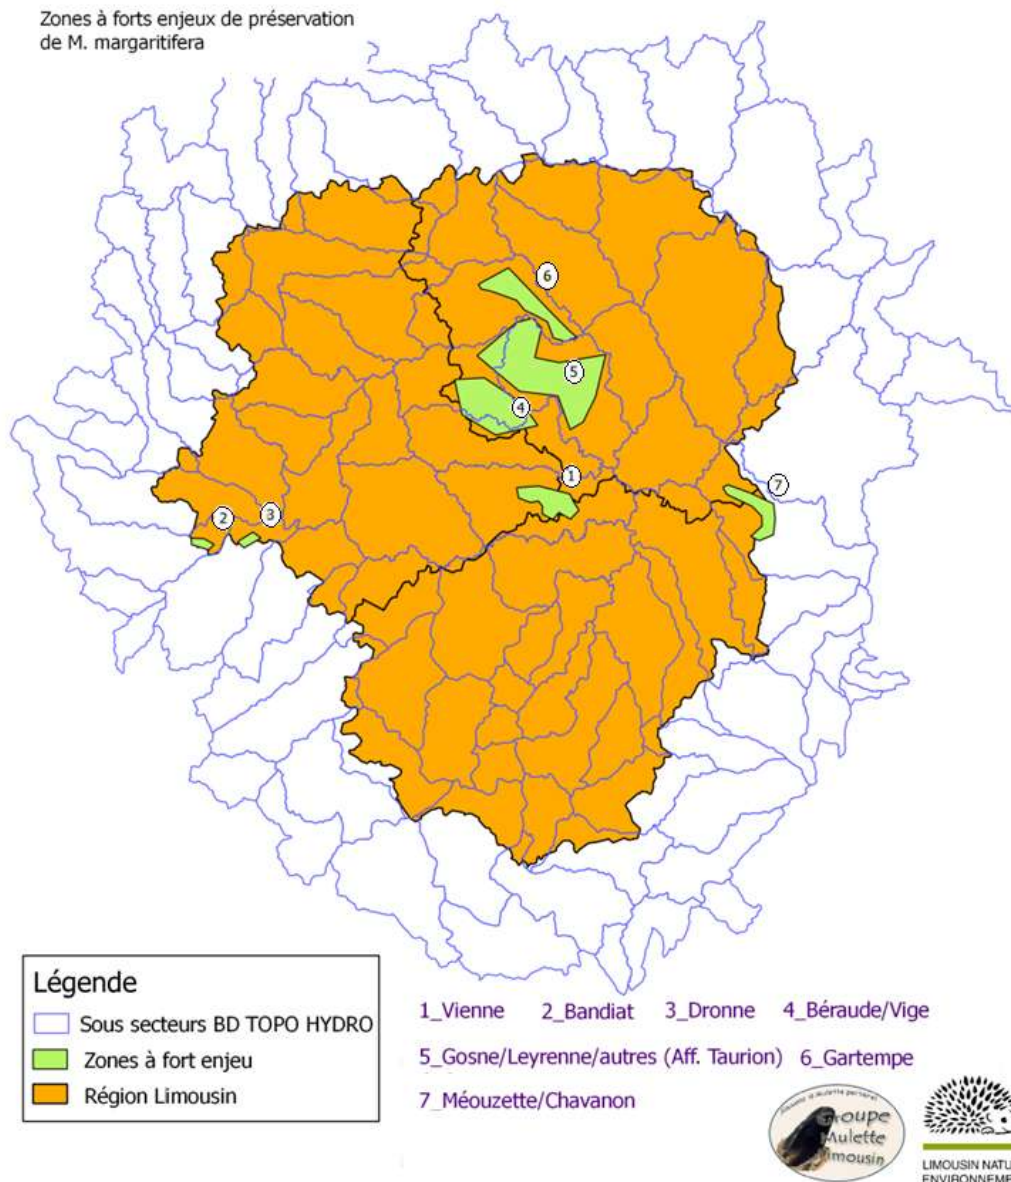 Zones à forts enjeux de préservation
de M. margaritifera
6
5
4
1
7
2
3
Légende
Sous secteurs BD TOPO HYDRO
Zones à fort enjeu
Région Limousin
1_Vienne 2_Bandiat 3_Dronne 4_Béraude/Vige
5_Gosne/Leyrenne/autres (Aff. Taurion) 6_Gartempe
7_Méouzette/Chavanon
Groupe
Mulette
Limousin
LIMOUSIN NATU
ENVIRONNEME